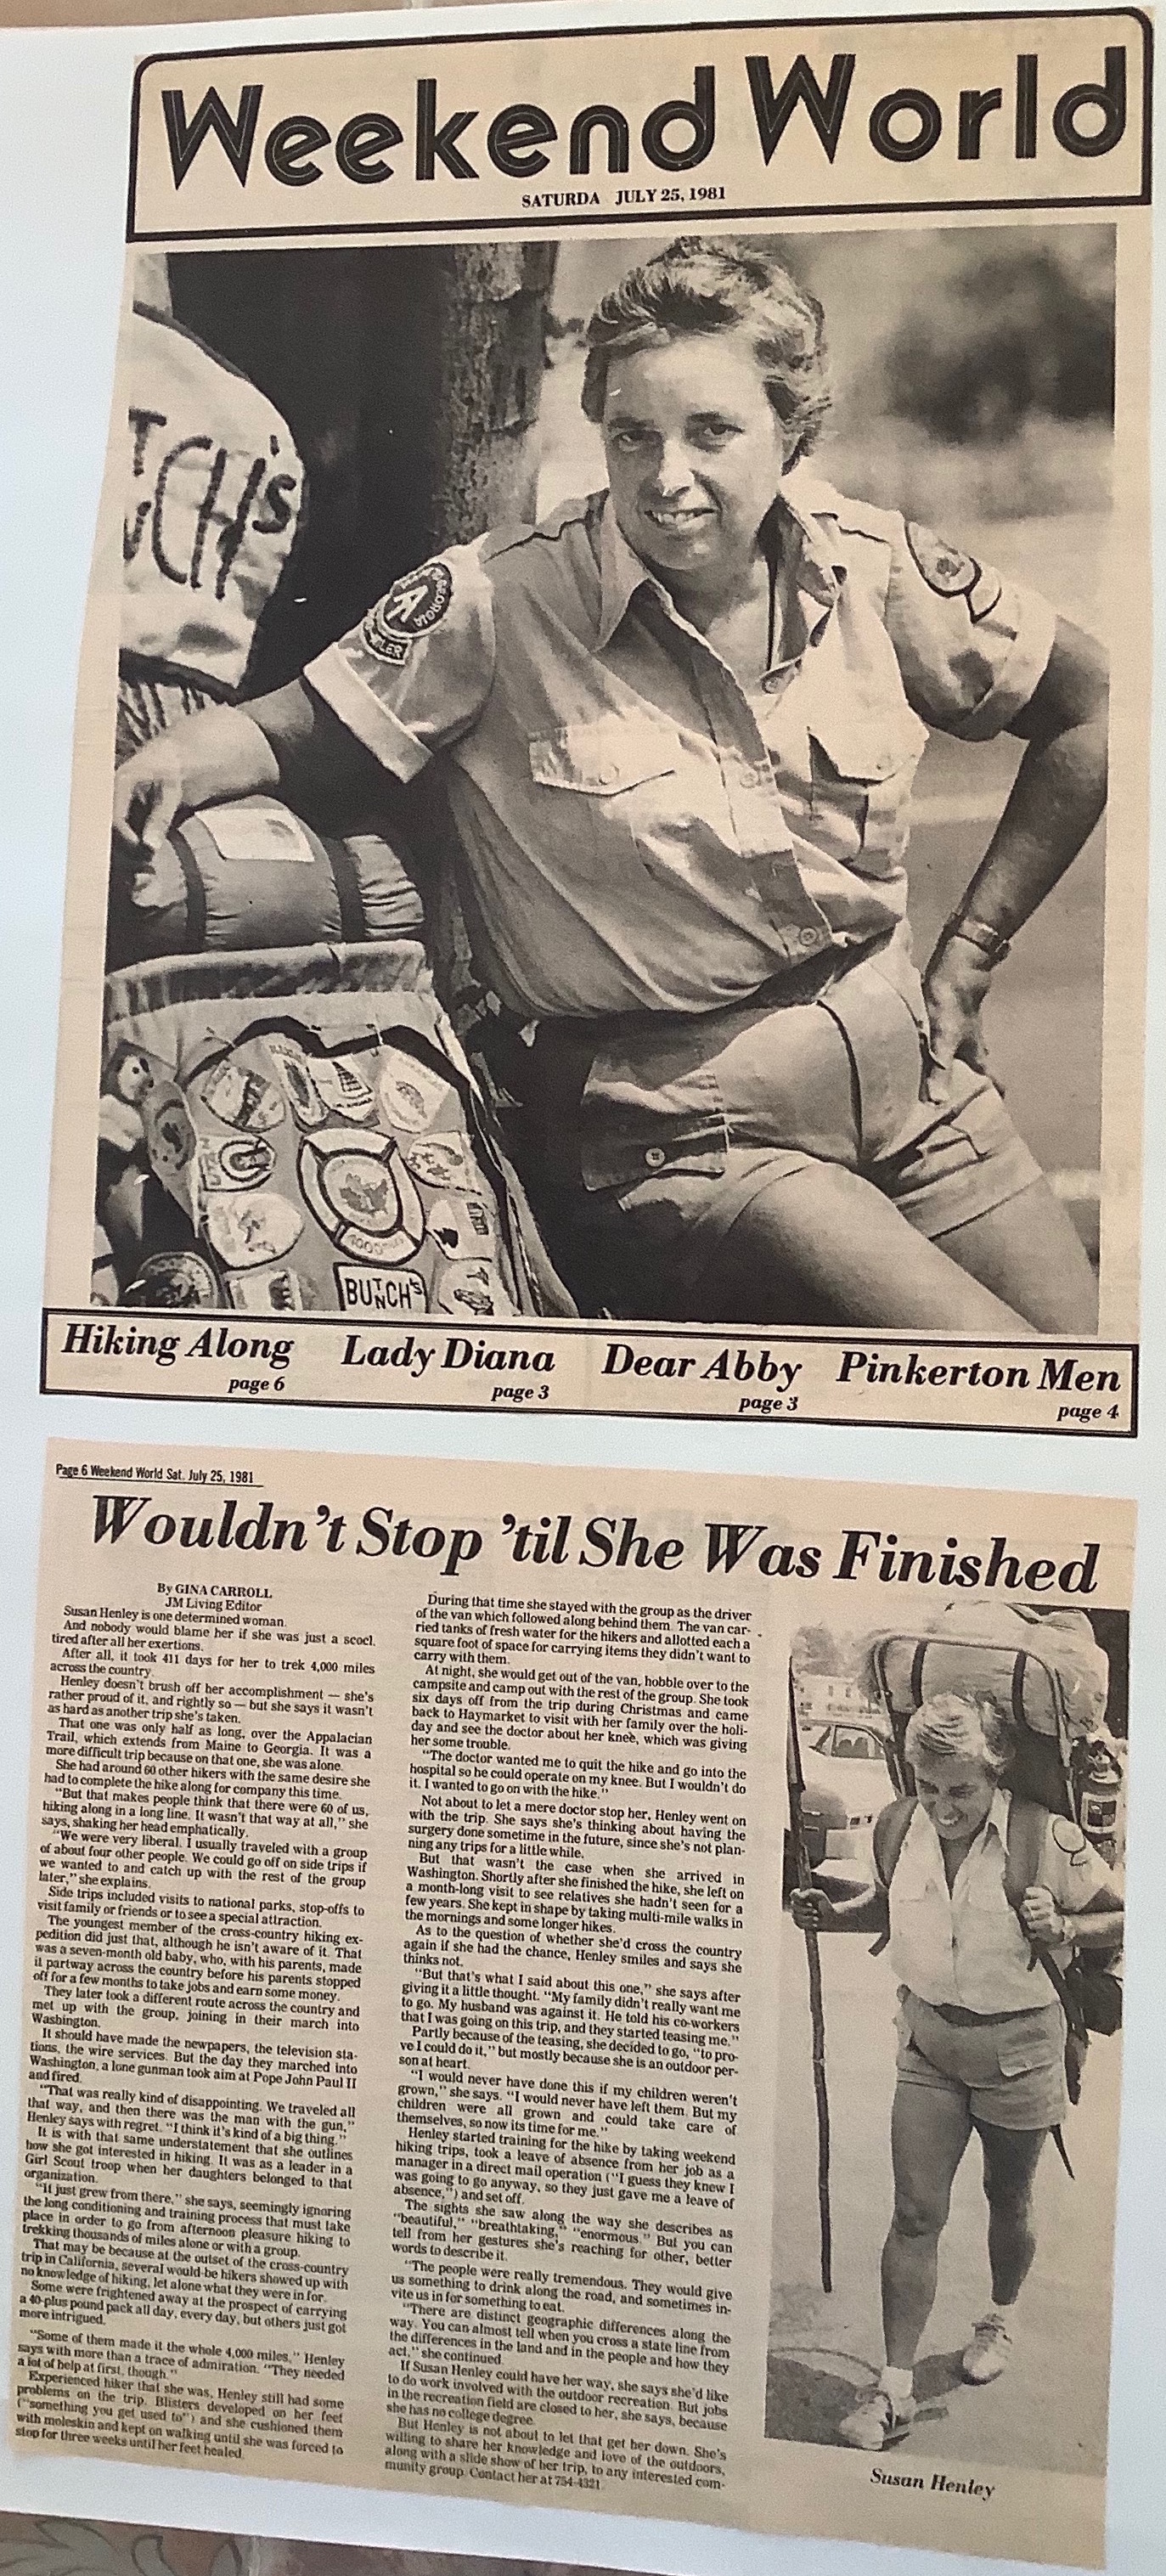 Weekend World
SATURDA JULY 25, 1981
CH's
GEORGIA
A
BUTCH'S
Hiking Along
page 6
Lady Diana
page 3
Dear Abby
page 3
Pinkerton Men
page 4
Page 6 Weekend World Sat. July 25, 1981
Wouldn't Stop 'til She Was Finished
By GINA CARROLL
JM Living Editor
Susan Henley is one determined woman.
And nobody would blame her if she was just a scocl.
tired after all her exertions.
After all, it took 411 days for her to trek 4,000 miles
across the country.
Henley doesn't brush off her accomplishment — she's
rather proud of it, and rightly so — but she says it wasn't
as hard as another trip she's taken.
That one was only half as long, over the Appalacian
Trail, which extends from Maine to Georgia. It was a
more difficult trip because on that one, she was alone.
She had around 60 other hikers with the same desire she
had to complete the hike along for company this time.
"But that makes people think that there were 60 of us,
hiking along in a long line. It wasn't that way at all," she
says, shaking her head emphatically.
"We were very liberal. I usually traveled with a group
of about four other people. We could go off on side trips if
we wanted to and catch up with the rest of the group
later," she explains.
Side trips included visits to national parks, stop-offs to
visit family or friends or to see a special attraction.
The youngest member of the cross-country hiking ex-
pedition did just that, although he isn't aware of it. That
was a seven-month old baby, who, with his parents, made
it partway across the country before his parents stopped
off for a few months to take jobs and earn some money.
They later took a different route across the country and
met up with the group, joining in their march into
Washington.
It should have made the newpapers, the television sta-
tions, the wire services. But the day they marched into
Washington, a lone gunman took aim at Pope John Paul II
and fired.
"That was really kind of disappointing. We traveled all
that way, and then there was the man with the gun,"
Henley says with regret. "I think it's kind of a big thing."
It is with that same understatement that she outlines
how she got interested in hiking. It was as a leader in a
Girl Scout troop when her daughters belonged to that
organization.
"It just grew from there," she says, seemingly ignoring
the long conditioning and training process that must take
place in order to go from afternoon pleasure hiking to
trekking thousands of miles alone or with a group.
That may be because at the outset of the cross-country
trip in California, several would-be hikers showed up with
no knowledge of hiking, let alone what they were in for.
Some were frightened away at the prospect of carrying
a 40-plus pound pack all day, every day, but others just got
more intrigued.
"Some of them made it the whole 4,000 miles," Henley
says with more than a trace of admiration. "They needed
a lot of help at first, though."
Experienced hiker that she was, Henley still had some
problems on the trip. Blisters developed on her feet
("something you get used to") and she cushioned them
with moleskin and kept on walking until she was forced to
stop for three weeks until her feet healed.
During that time she stayed with the group as the driver
of the van which followed along behind them. The van car-
ried tanks of fresh water for the hikers and allotted each a
square foot of space for carrying items they didn't want to
carry with them.
At night, she would get out of the van, hobble over to the
campsite and camp out with the rest of the group. She took
six days off from the trip during Christmas and came
back to Haymarket to visit with her family over the holi-
day and see the doctor about her knee, which was giving
her some trouble.
"The doctor wanted me to quit the hike and go into the
hospital so he could operate on my knee. But I wouldn't do
it. I wanted to go on with the hike."
Not about to let a mere doctor stop her, Henley went on
with the trip. She says she's thinking about having the
surgery done sometime in the future, since she's not plan-
ning any trips for a little while.
But that wasn't the case when she arrived in
Washington. Shortly after she finished the hike, she left on
a month-long visit to see relatives she hadn't seen for a
few years. She kept in shape by taking multi-mile walks in
the mornings and some longer hikes.
As to the question of whether she'd cross the country
again if she had the chance, Henley smiles and says she
thinks not.
"But that's what I said about this one," she says after
giving it a little thought. "My family didn't really want me
to go. My husband was against it. He told his co-workers
that I was going on this trip, and they started teasing me."
Partly because of the teasing, she decided to go, "to pro-
ve I could do it," but mostly because she is an outdoor per-
son at heart.
"I would never have done this if my children weren't
grown," she says. "I would never have left them. But my
children were all grown and could take care of
themselves, so now its time for me."
Henley started training for the hike by taking weekend
hiking trips, took a leave of absence from her job as a
manager in a direct mail operation ("I guess they knew I
was going to go anyway, so they just gave me a leave of
absence,") and set off.
The sights she saw along the way she describes as
"beautiful," "breathtaking," "enormous." But you can
tell from her gestures she's reaching for other, better
words to describe it.
"The people were really tremendous. They would give
us something to drink along the road, and sometimes in-
vite us in for something to eat.
"There are distinct geographic differences along the
way. You can almost tell when you cross a state line from
the differences in the land and in the people and how they
act," she continued.
If Susan Henley could have her way, she says she'd like
to do work involved with the outdoor recreation. But jobs
in the recreation field are closed to her, she says, because
she has no college degree.
But Henley is not about to let that get her down. She's
willing to share her knowledge and love of the outdoors,
along with a slide show of her trip, to any interested com-
munity group. Contact her at 754-4321.
Susan Henley